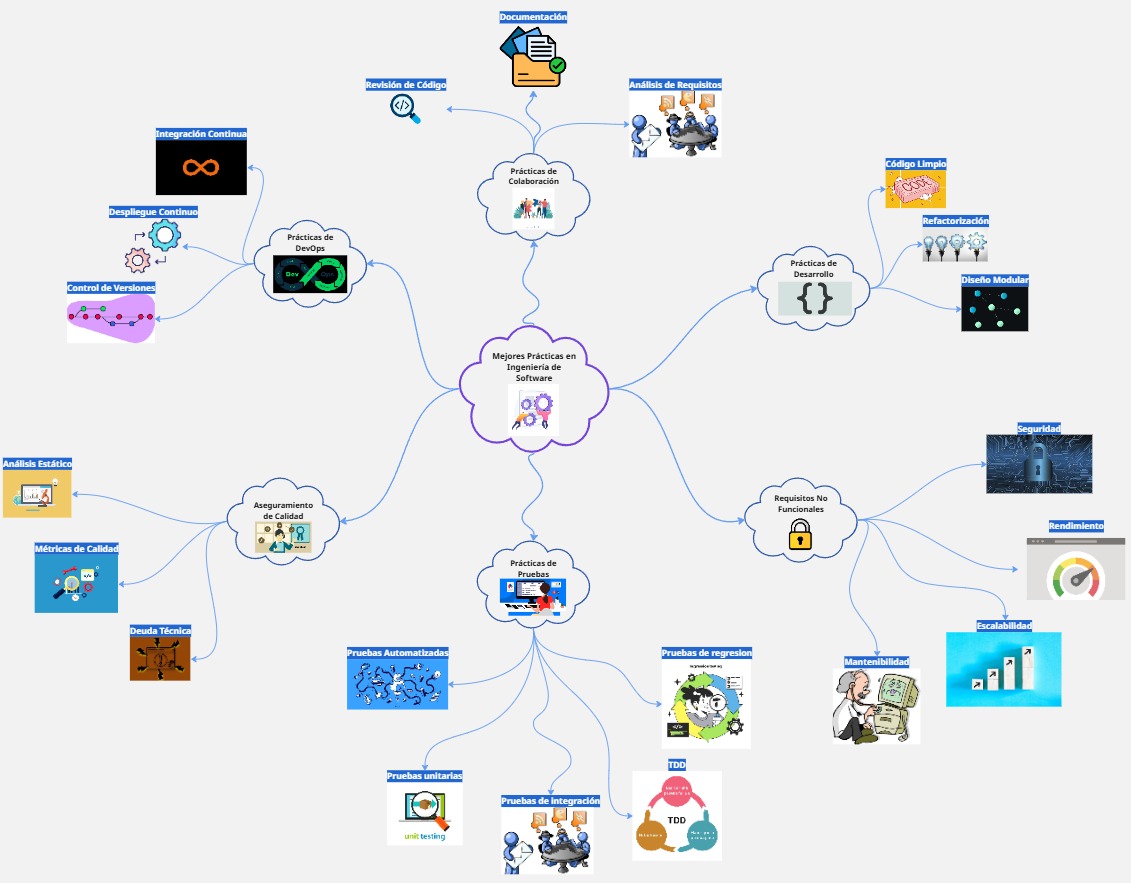 Documentación
Revisión de Código
Análisis de Requisitos
Integración Continua
Prácticas de
Colaboración
Código Limpio
Despliegue Continuo
Refactorización
Prácticas de
DevOps
Dev
Ops
Prácticas de
Desarrollo
{ }
Control de Versiones
Diseño Modular
Mejores Prácticas en
Ingeniería de
Software
Seguridad
Análisis Estático
Aseguramiento
de Calidad
Requisitos No
Funcionales
Rendimiento
Métricas de Calidad
Prácticas de
Pruebas
Deuda Técnica
Escalabilidad
Pruebas Automatizadas
Pruebas de regresion
Mantenibilidad
Pruebas unitarias
unit testing
TDD
TDD
Pruebas de integración